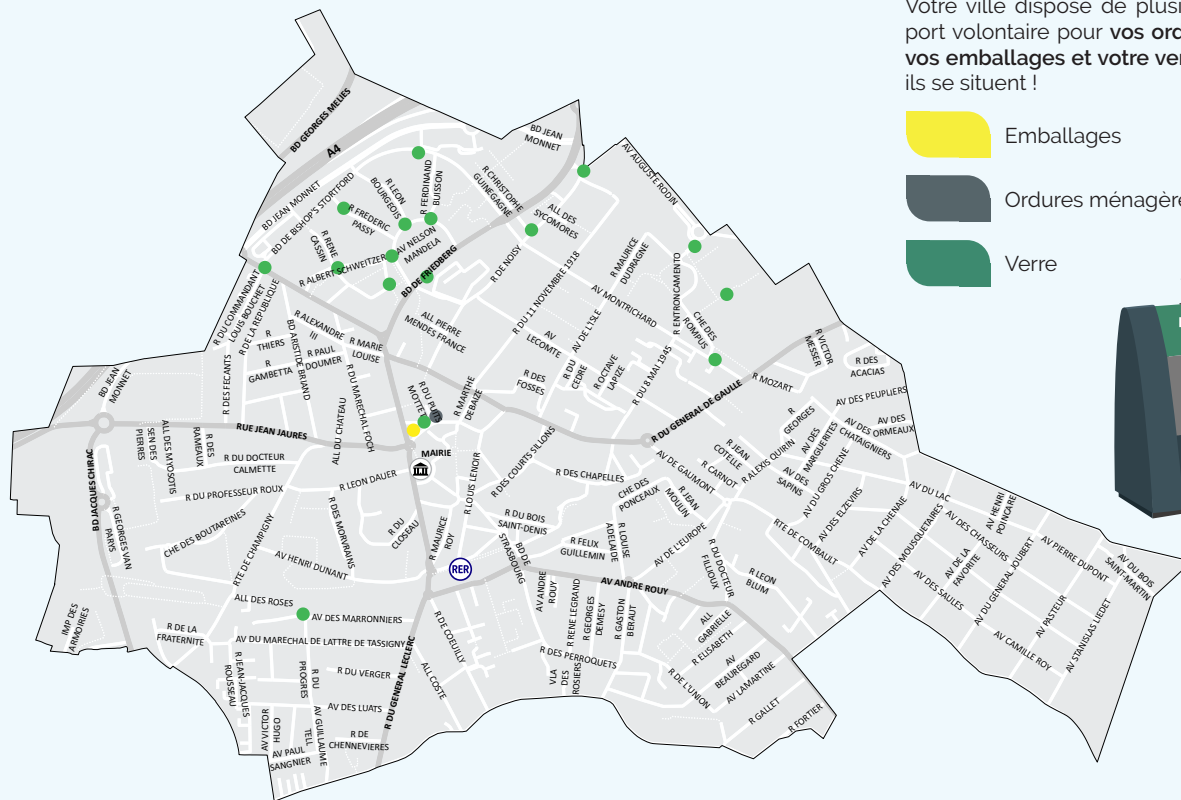 Votre ville dispose de
port volontaire pour vos
vos emballages et votre
ils se situent !
Emballages
Ordures
Verre
BD GEORGES MELIES
A4
BD JEAN MONNET
BD JEAN
MONNET
AV AUGUSTE RODIN
BD DE BISHOP'S STORTFORD
R LEON
BOURGEOIS
R FERDINAND
BUISSON
R CHRISTOPHE
GUINEGAGNE
ALL DES
SYCOMORES
R FREDERIC
PASSY
R RENE
CASSIN
AV NELSON
MANDELA
R ALBERT SCHWEITZER
BD DE FRIEDBERG
R DE NOISY
R DU 11 NOVEMBRE 1918
R MAURICE
DUDRAGNE
R ENTRONCAMENTO
R DU COMMANDANT
LOUIS BOUCHET
R DE LA REPUBLIQUE
R ALEXANDRE
III
ALL PIERRE
MENDES FRANCE
AV MONTRICHARD
AV DE L'ISLE
CHE DES
ROMPUS
R VICTOR
MESSER
R DES
ACACIAS
R
THIERS
BD ARISTIDE BRIAND
R MARIE
LOUISE
AV
LECOMTE
R
GAMBETTA
R PAUL
DOUMER
R DES
FOSSES
R DU
CEDRE
R OCTAVE
LAPIZE
R DU 8 MAI 1945
R MOZART
BD JEAN
MONNET
R DES FECANTS
R DU MARECHAL FOCH
R DU PUITS
MOTTET
R MARTHE
DEBAIZE
R DU GENERAL DE GAULLE
AV DES PEUPLIERS
ALL DU CHATEAU
R
GEORGES
AV DES
ORMEAUX
AV DES
CHATAIGNIERS
RUE JEAN JAURES
MAIRIE
AV DES
MARGUERITES
SEN DES
PIERRES
ALL DES MYOSOTIS
R DES
RAMEAUX
R DU DOCTEUR
CALMETTE
R DES COURTS SILLONS
R JEAN
COTELLE
R ALEXIS QUIRIN
R CARNOT
AV DE GAUMONT
R DES CHAPELLES
AV DES
SAPINS
AV DU GROS CHENE
R LEON DAUER
R LOUIS LENOIR
CHE DES
PONCEAUX
R JEAN
MOULIN
BD JACQUES CHIRAC
R GEORGES VAN
PARYS
R DU PROFESSEUR ROUX
AV DES ELZEVIRS
AV DU LAC
AV HENRI
POINCARE
R DU
CLOSEAU
R DU BOIS
SAINT-DENIS
R LOUISE
ADELAIDE
CHE DES BOUTAREINES
R DES MORVRAINS
RTE DE COMBAULT
AV DE LA CHENAIE
AV DES CHASSEURS
RTE DE CHAMPIGNY
R MAURICE
ROY
R FELIX
GUILLEMIN
AV DE L'EUROPE
AV DES MOUSQUETAIRES
AV PIERRE DUPONT
AV HENRI DUNANT
RER
BD DE
STRASBOURG
R DU DOCTEUR
FILLIOUX
R LEON
BLUM
AV DE LA
FAVORITE
AV DU GENERAL JOUBERT
AV DU BOIS
SAINT-MARTIN
AV ANDRE ROUY
AV ANDRE
ROUY
AV DES SAULES
ALL DES ROSES
AV DES MARRONNIERS
R RENE LEGRAND
R GEORGES
DEMESY
R GASTON
BERAUT
ALL
GABRIELLE
AV PASTEUR
IMP DES
ARMOIRIES
R DE LA
FRATERNITE
AV DU MARECHAL DE LATTRE DE TASSIGNY
R DE COEUILLY
R ELISABETH
AV CAMILLE ROY
AV STANISLAS LIEDET
R DES PERROQUETS
AV
BEAUREGARD
R JEAN-JACQUES
ROUSSEAU
R DU
PROGRES
R DU VERGER
ALL COSTE
VLA
DES
ROSIERS
R DE L'UNION
AV LAMARTINE
R DU GENERAL LECLERC
AV DES LUATS
R GALLET
R FORTIER
AV VICTOR
HUGO
AV GUILLAUME
TELL
R DE
CHENNEVIERES
AV PAUL
SANGNIER